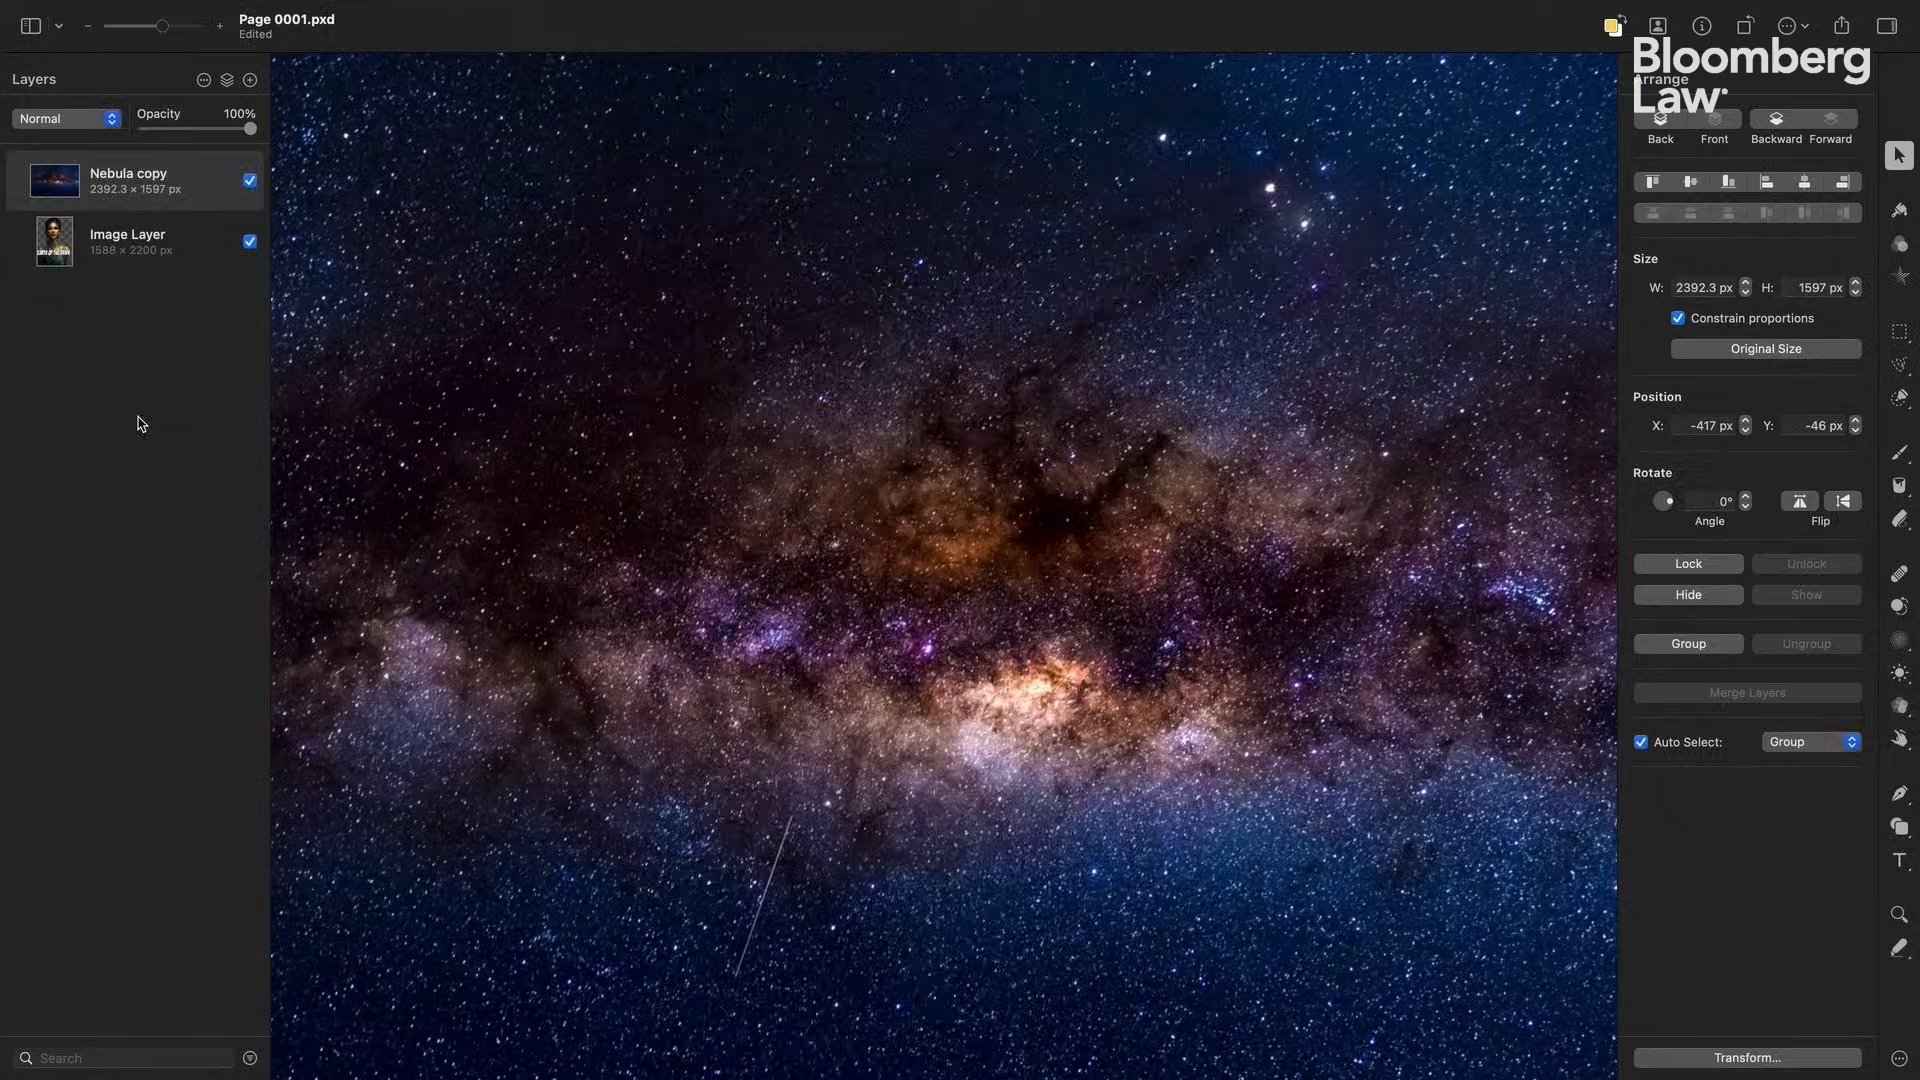 Page 0001.pxd
Edited
Bloomberg
Law
Layers
Arrange
Normal
Opacity 100%
Back Front Backward Forward
Nebula copy
2392.3 × 1597 px
Image Layer
1588 × 2200 px
Size
W: 2392.3 px H: 1597 px
Constrain proportions
Original Size
Position
X: -417 px Y: -46 px
Rotate
0°
Angle Flip
Lock Unlock
Hide Show
Group Ungroup
Merge Layers
Auto Select: Group
T
Search
Transform...